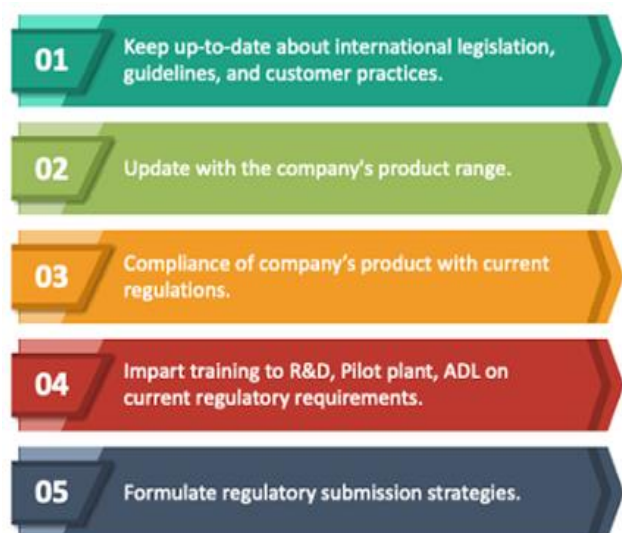 01
Keep up-to-date about international legislation,
guidelines, and customer practices.
02
Update with the company's product range.
03
Compliance of company's product with current
regulations.
04
Impart training to R&D, Pilot plant, ADL on
current regulatory requirements.
05
Formulate regulatory submission strategies.